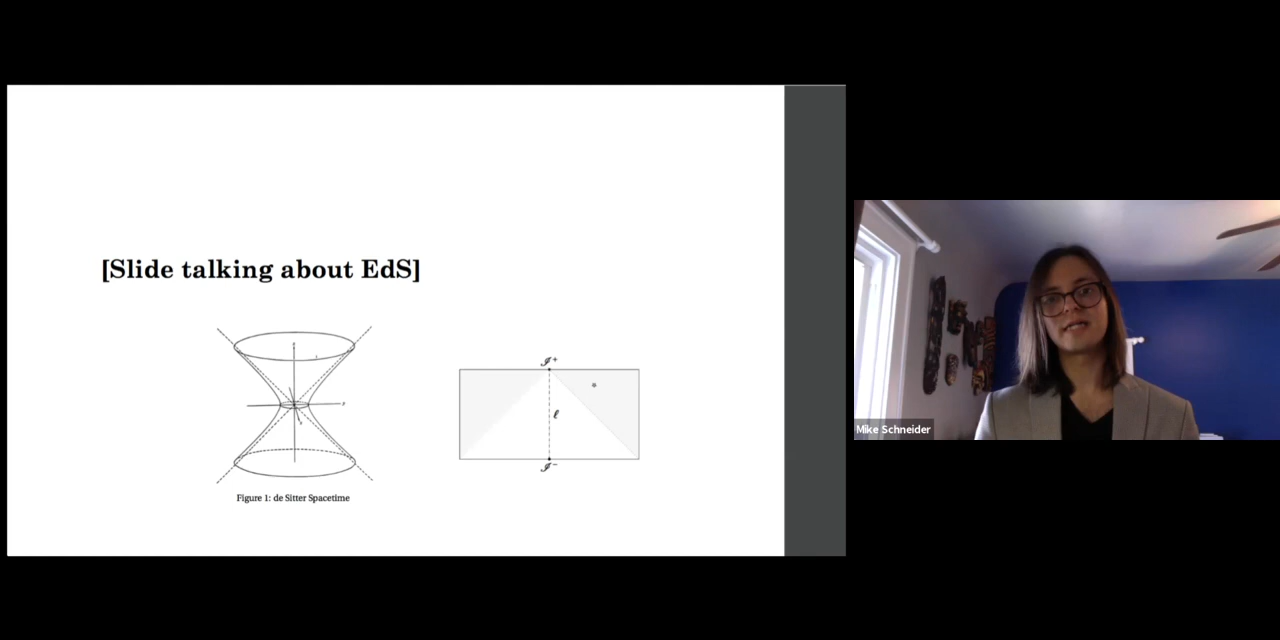 [Slide talking about EdS]
𝒥⁺
ℓ
*
𝒥⁻
Figure 1: de Sitter Spacetime
Mike Schneider